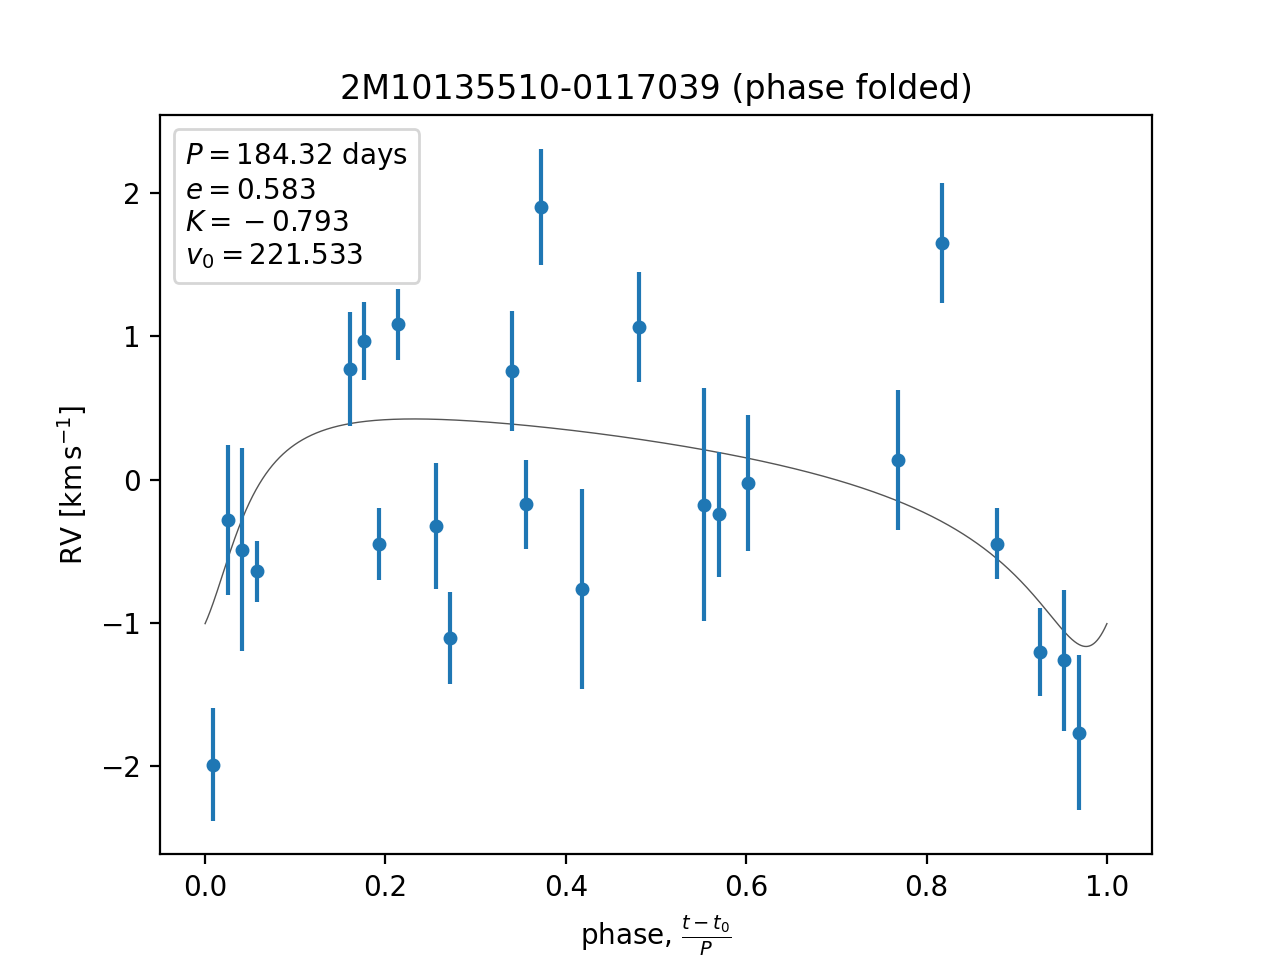 2M10135510-0117039 (phase folded)
P = 184.32 days
e = 0.583
K = −0.793
v₀ = 221.533
2
1
0
−1
−2
RV [km s⁻¹]
0.0 0.2 0.4 0.6 0.8 1.0
phase, (t − t₀)/P